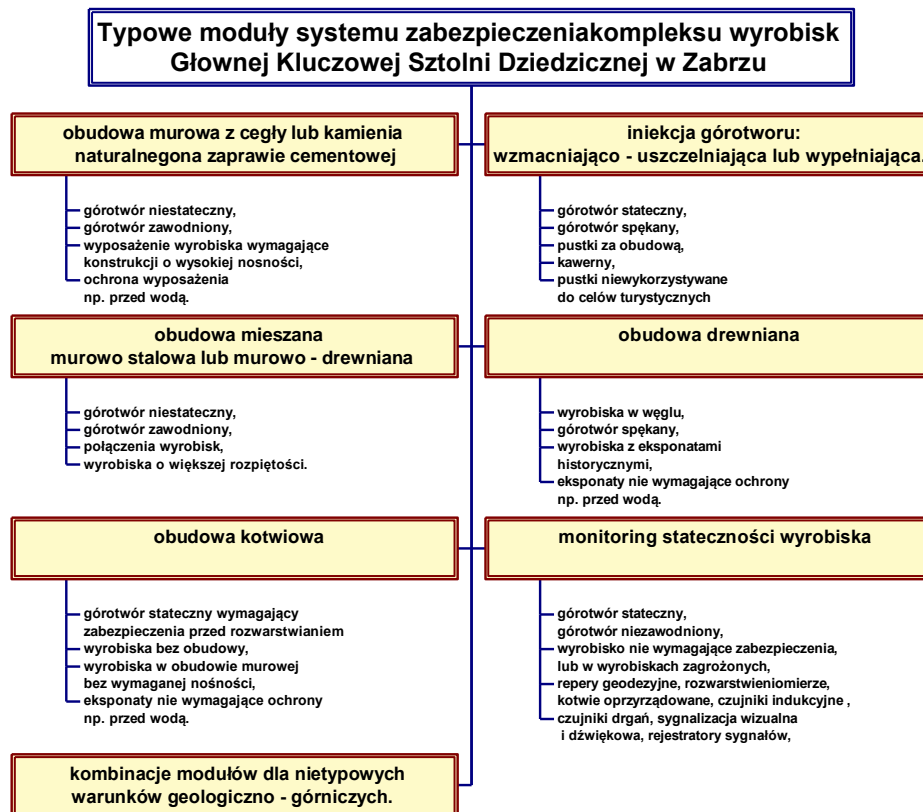 Typowe moduły systemu zabezpieczeniakompleksu wyrobisk
Głownej Kluczowej Sztolni Dziedzicznej w Zabrzu
obudowa murowa z cegły lub kamienia
naturalnegona zaprawie cementowej
górotwór niestateczny,
górotwór zawodniony,
wyposażenie wyrobiska wymagające
konstrukcji o wysokiej nosności,
ochrona wyposażenia
np. przed wodą.
iniekcja górotworu:
wzmacniająco - uszczelniająca lub wypełniająca.
górotwór stateczny,
górotwór spękany,
pustki za obudową,
kawerny,
pustki niewykorzystywane
do celów turystycznych
obudowa mieszana
murowo stalowa lub murowo - drewniana
górotwór niestateczny,
górotwór zawodniony,
połączenia wyrobisk,
wyrobiska o większej rozpiętości.
obudowa drewniana
wyrobiska w węglu,
górotwór spękany,
wyrobiska z eksponatami
historycznymi,
eksponaty nie wymagające ochrony
np. przed wodą.
obudowa kotwiowa
górotwór stateczny wymagający
zabezpieczenia przed rozwarstwianiem
wyrobiska bez obudowy,
wyrobiska w obudowie murowej
bez wymaganej nośności,
eksponaty nie wymagające ochrony
np. przed wodą.
monitoring stateczności wyrobiska
górotwór stateczny,
górotwór niezawodniony,
wyrobisko nie wymagające zabezpieczenia,
lub w wyrobiskach zagrożonych,
repery geodezyjne, rozwarstwieniomierze,
kotwie oprzyrządowane, czujniki indukcyjne ,
czujniki drgań, sygnalizacja wizualna
i dźwiękowa, rejestratory sygnałów,
kombinacje modułów dla nietypowych
warunków geologiczno - górniczych.